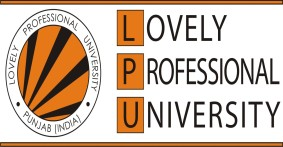 LOVELY PROFESSIONAL UNIVERSITY
• PUNJAB (INDIA) •
LOVELY
PROFESSIONAL
UNIVERSITY